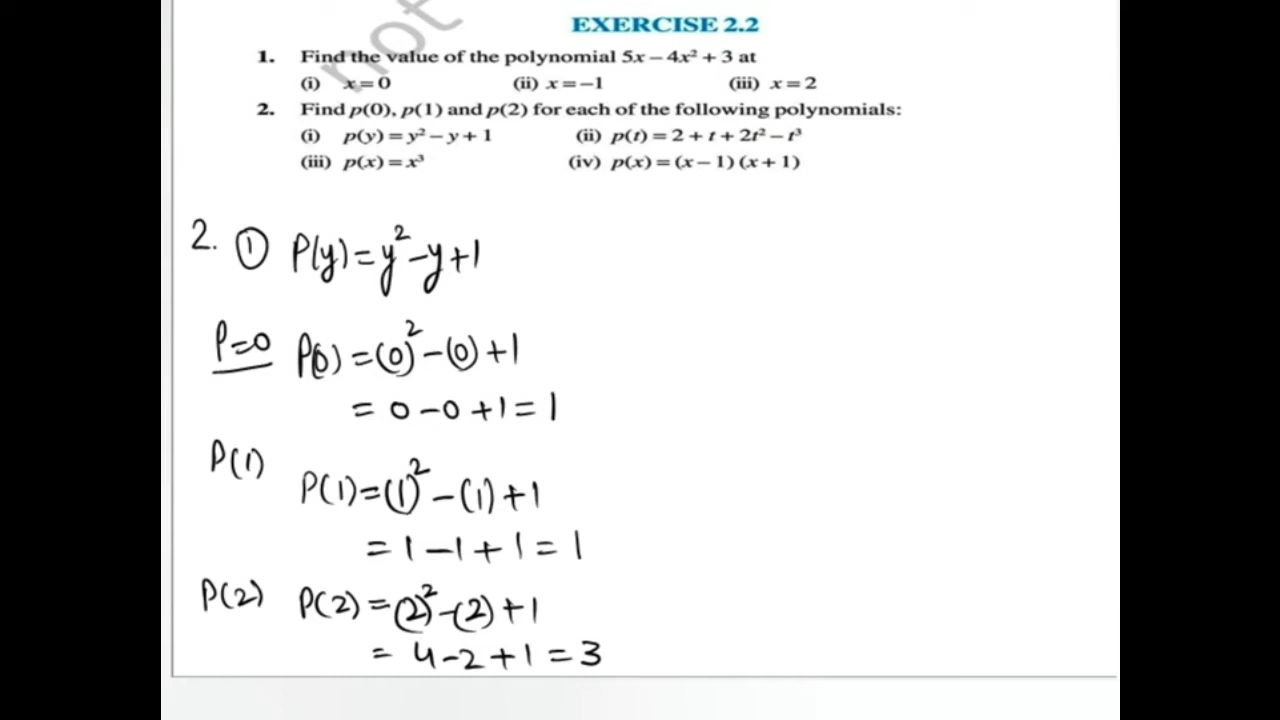 not
EXERCISE 2.2
1. Find the value of the polynomial 5x – 4x² + 3 at
(i) x = 0 (ii) x = –1 (iii) x = 2
2. Find p(0), p(1) and p(2) for each of the following polynomials:
(i) p(y) = y² – y + 1 (ii) p(t) = 2 + t + 2t² – t³
(iii) p(x) = x³ (iv) p(x) = (x – 1) (x + 1)
2. ① P(y) = y² - y + 1
P=0 P(0) = (0)² - (0) + 1
= 0 - 0 + 1 = 1
P(1)
P(1) = (1)² - (1) + 1
= 1 - 1 + 1 = 1
P(2) P(2) = (2)² - (2) + 1
= 4 - 2 + 1 = 3